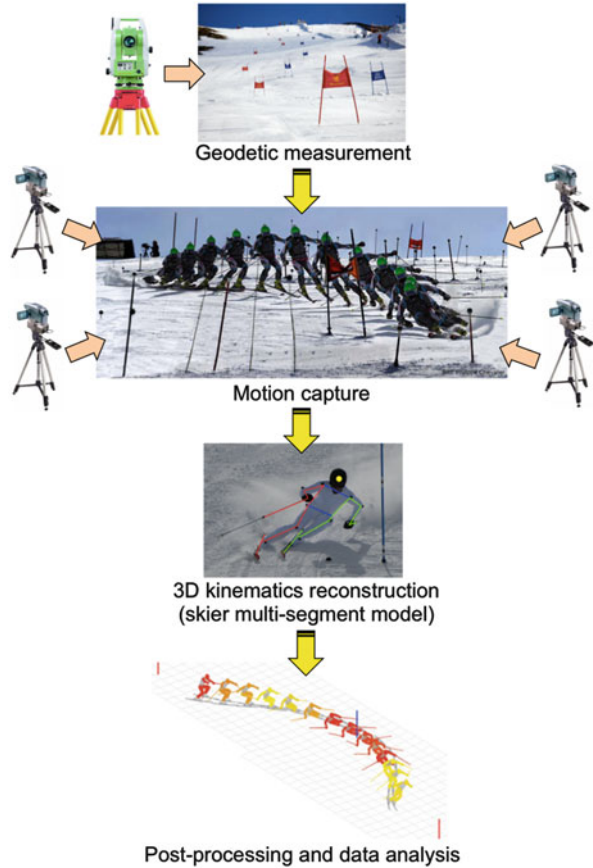 Geodetic measurement
Motion capture
3D kinematics reconstruction
(skier multi-segment model)
Post-processing and data analysis